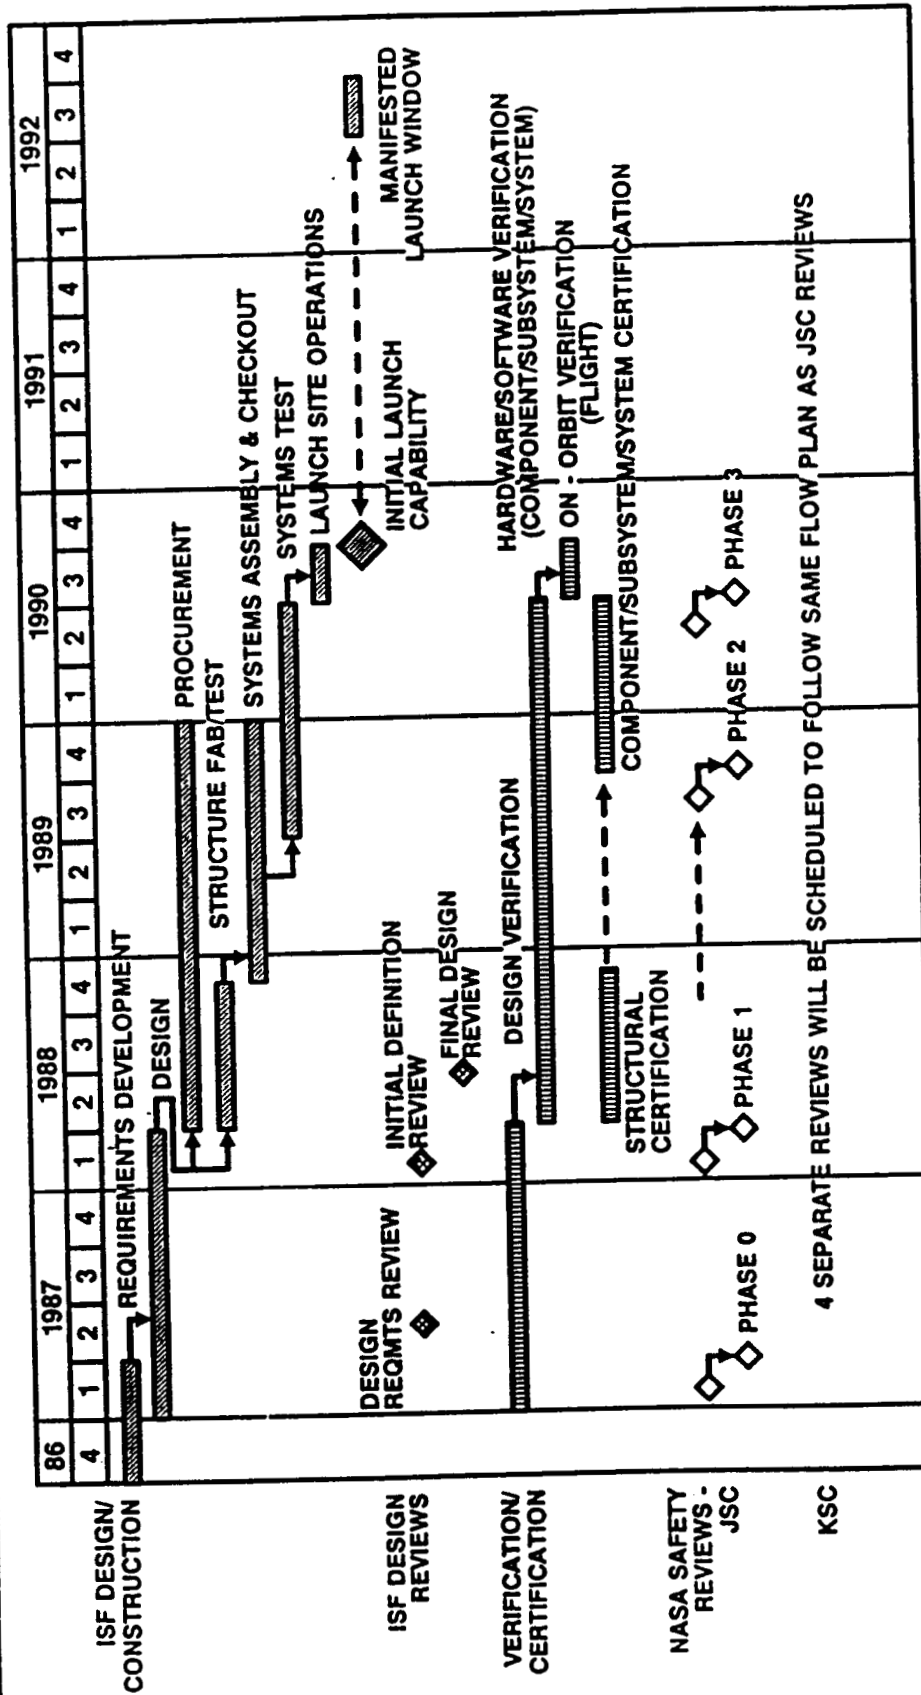 86 1987 1988 1989 1990 1991 1992
4 1 2 3 4 1 2 3 4 1 2 3 4 1 2 3 4 1 2 3 4 1 2 3 4
ISF DESIGN/
CONSTRUCTION
REQUIREMENTS DEVELOPMENT
DESIGN
PROCUREMENT
STRUCTURE FAB/TEST
SYSTEMS ASSEMBLY & CHECKOUT
SYSTEMS TEST
LAUNCH SITE OPERATIONS
INITIAL LAUNCH
CAPABILITY
MANIFESTED
LAUNCH WINDOW
ISF DESIGN
REVIEWS
DESIGN
REQMTS REVIEW
INITIAL DEFINITION
REVIEW
FINAL DESIGN
REVIEW
VERIFICATION/
CERTIFICATION
DESIGN VERIFICATION
HARDWARE/SOFTWARE VERIFICATION
(COMPONENT/SUBSYSTEM/SYSTEM)
ON - ORBIT VERIFICATION
(FLIGHT)
STRUCTURAL
CERTIFICATION
COMPONENT/SUBSYSTEM/SYSTEM CERTIFICATION
NASA SAFETY
REVIEWS -
JSC
PHASE 0
PHASE 1
PHASE 2
PHASE 3
KSC
4 SEPARATE REVIEWS WILL BE SCHEDULED TO FOLLOW SAME FLOW PLAN AS JSC REVIEWS